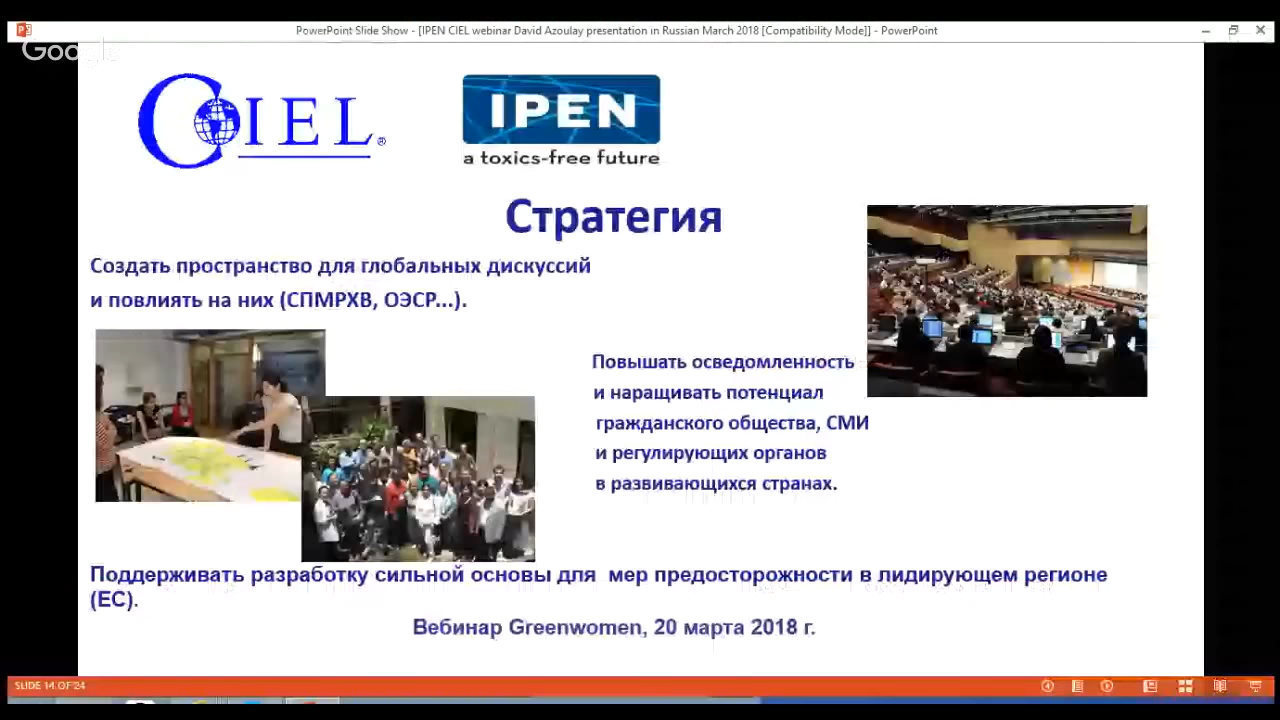 PowerPoint Slide Show - [IPEN CIEL webinar David Azoulay presentation in Russian March 2018 [Compatibility Mode]] - PowerPoint
Google
CIEL®
IPEN
a toxics-free future
Стратегия
Создать пространство для глобальных дискуссий
и повлиять на них (СПМРХВ, ОЭСР...).
Повышать осведомленность
и наращивать потенциал
гражданского общества, СМИ
и регулирующих органов
в развивающихся странах.
Поддерживать разработку сильной основы для мер предосторожности в лидирующем регионе
(ЕС).
Вебинар Greenwomen, 20 марта 2018 г.
SLIDE 14 OF 24